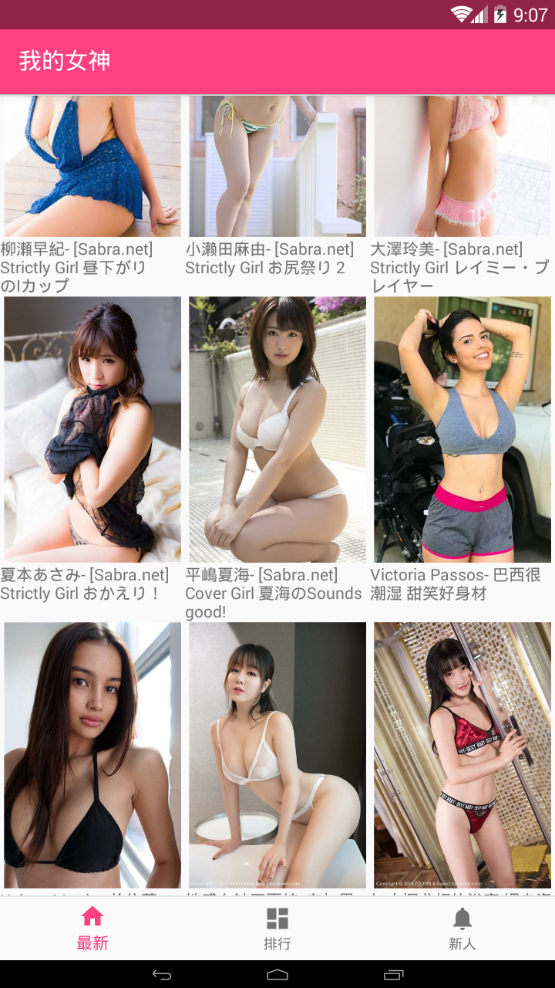 9:07
我的女神
柳瀬早紀- [Sabra.net]
Strictly Girl 昼下がり
のIカップ
小瀬田麻由- [Sabra.net]
Strictly Girl お尻祭り 2
大澤玲美- [Sabra.net]
Strictly Girl レイミー・プ
レイヤー
夏本あさみ- [Sabra.net]
Strictly Girl おかえり！
平嶋夏海- [Sabra.net]
Cover Girl 夏海のSounds
good!
Victoria Passos- 巴西很
潮湿 甜笑好身材
最新
排行
新人